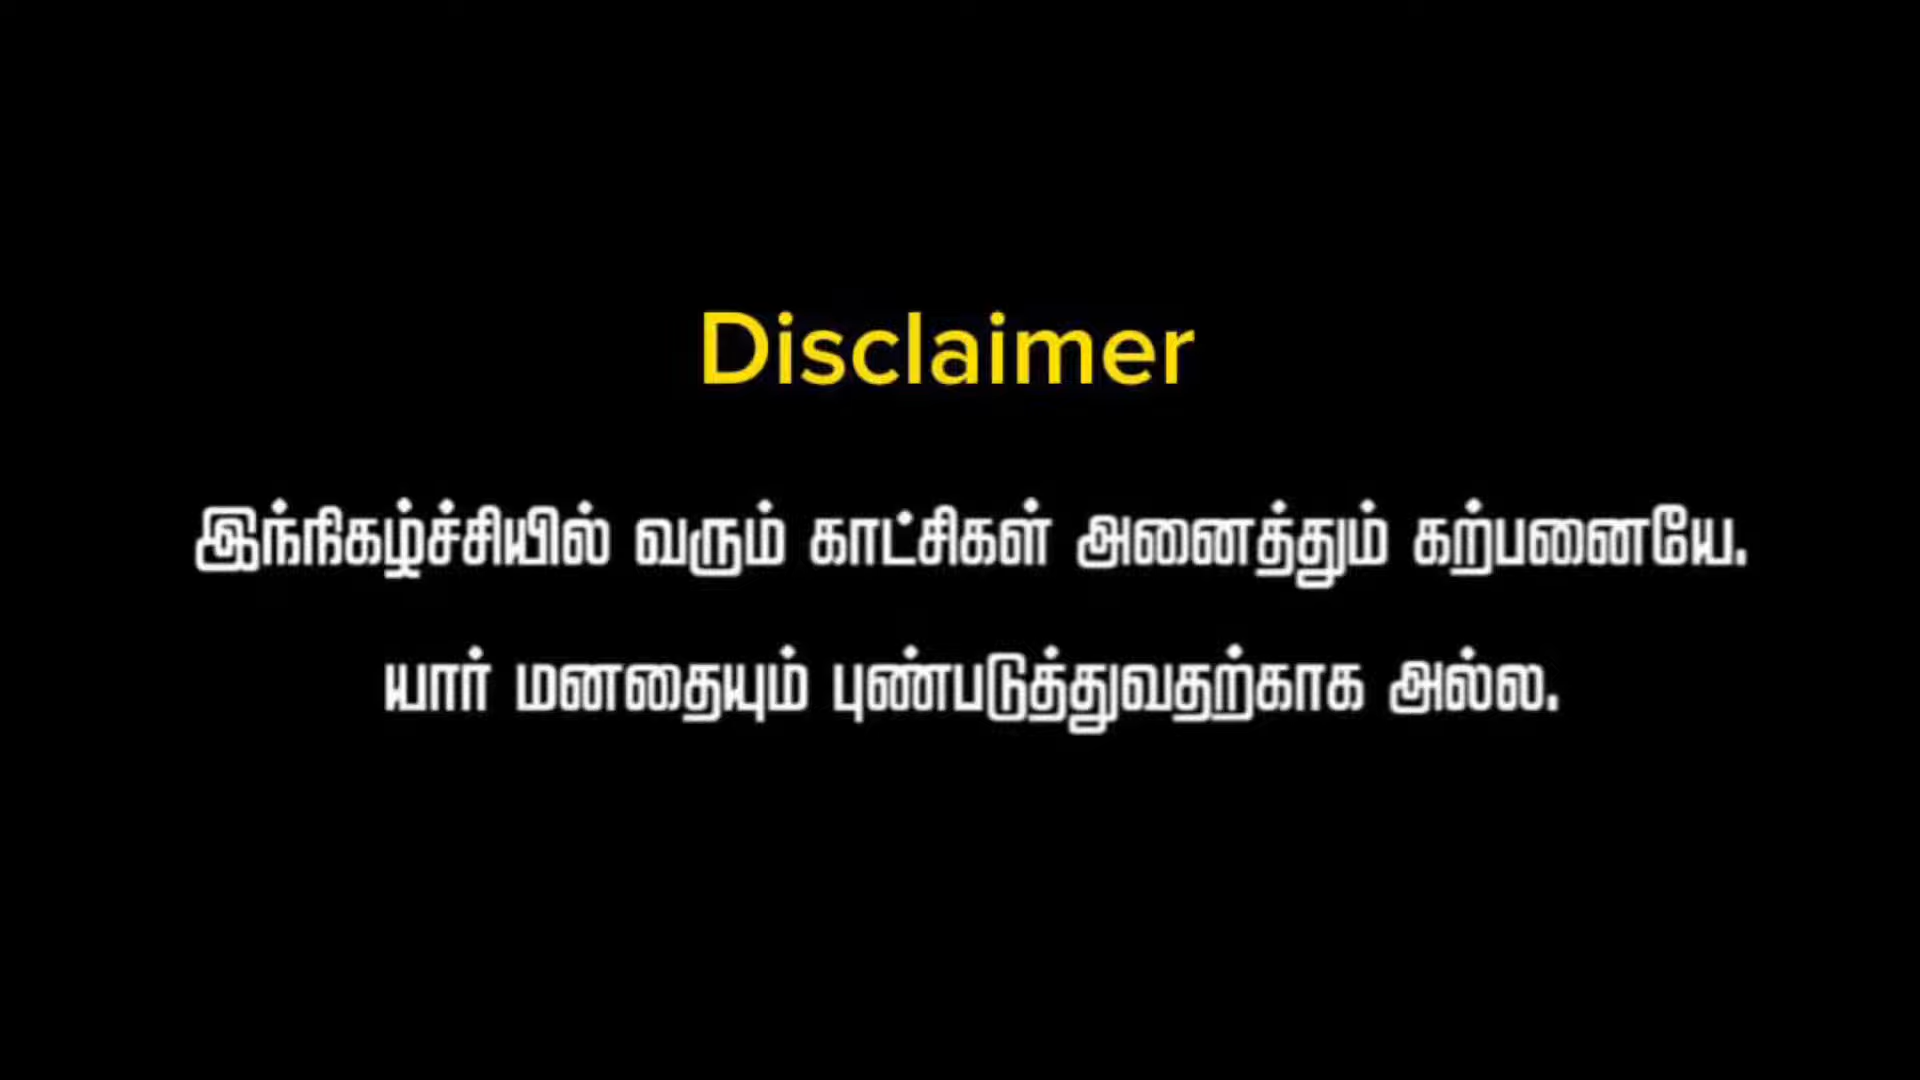 Disclaimer
இந்நிகழ்ச்சியில் வரும் காட்சிகள் அனைத்தும் கற்பனையே.
யார் மனதையும் புண்படுத்துவதற்காக அல்ல.